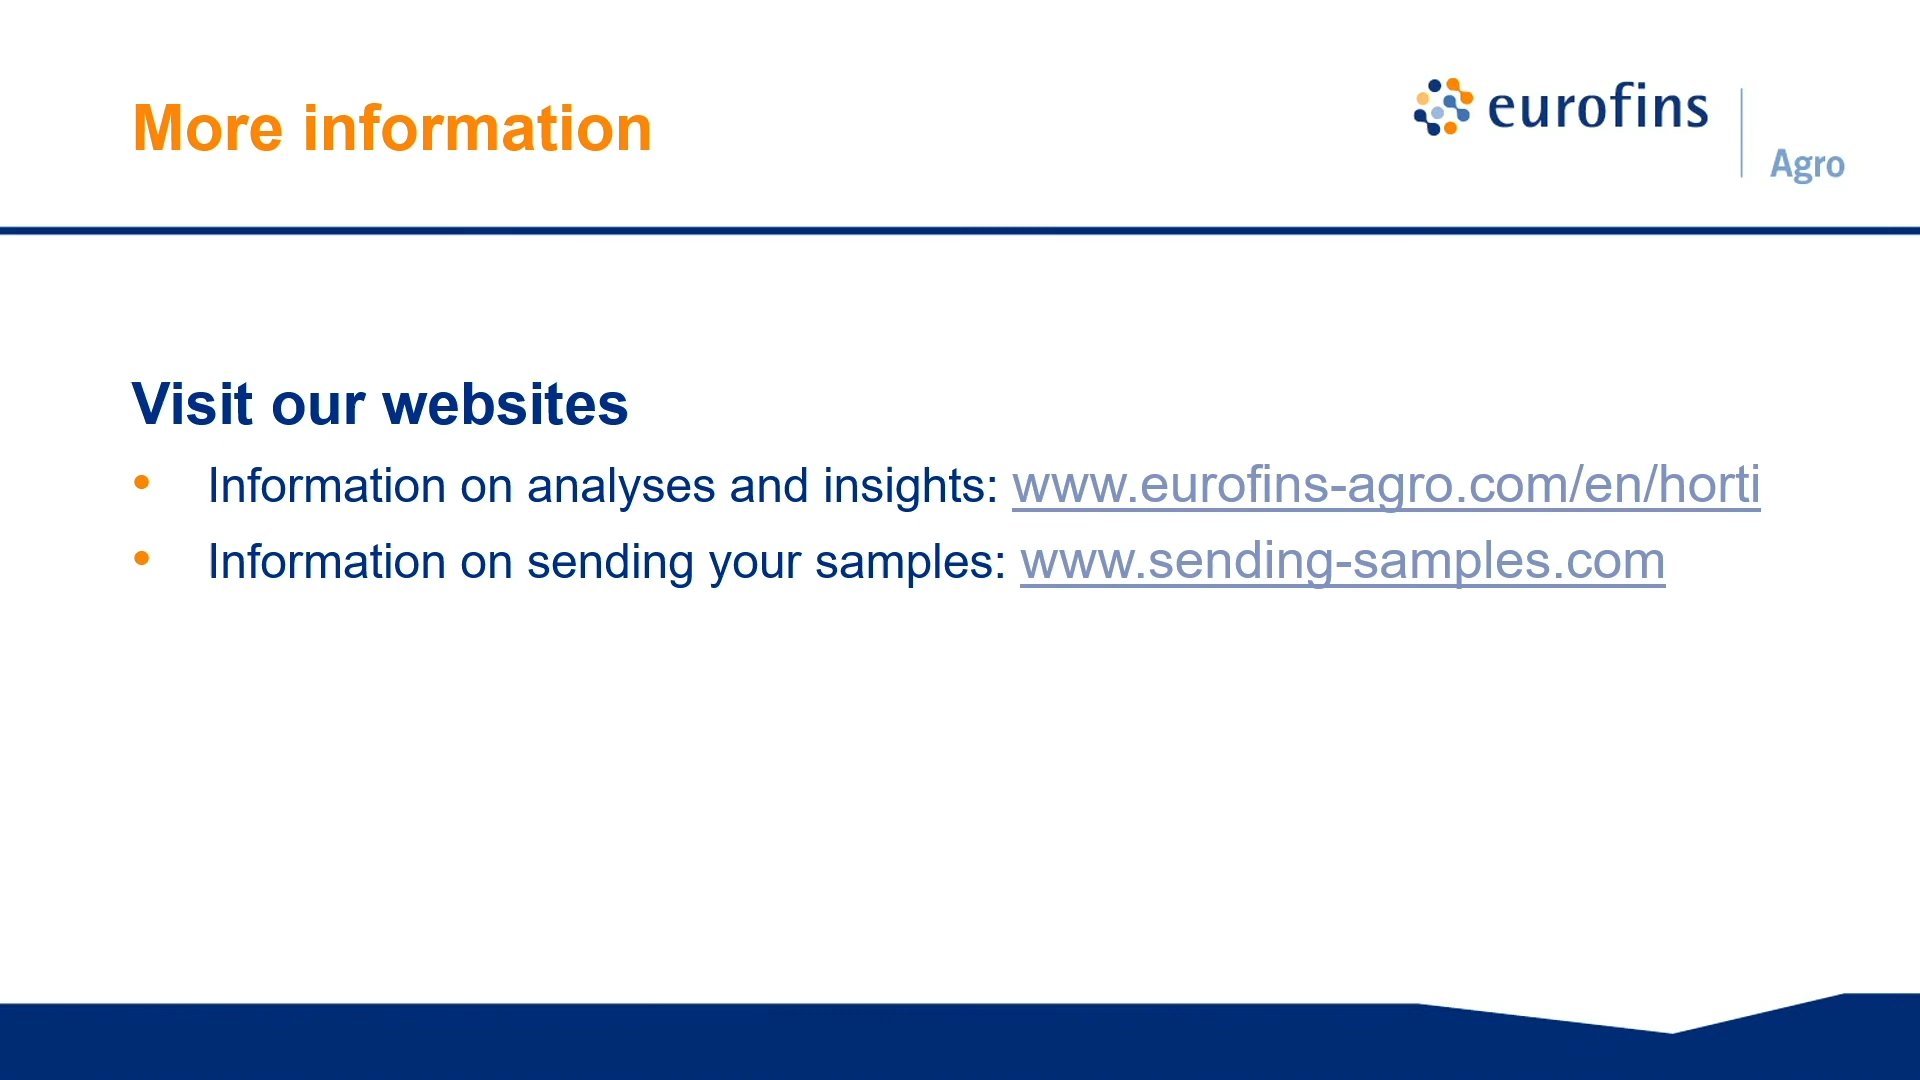 More information
eurofins
Agro
Visit our websites
• Information on analyses and insights: www.eurofins-agro.com/en/horti
• Information on sending your samples: www.sending-samples.com